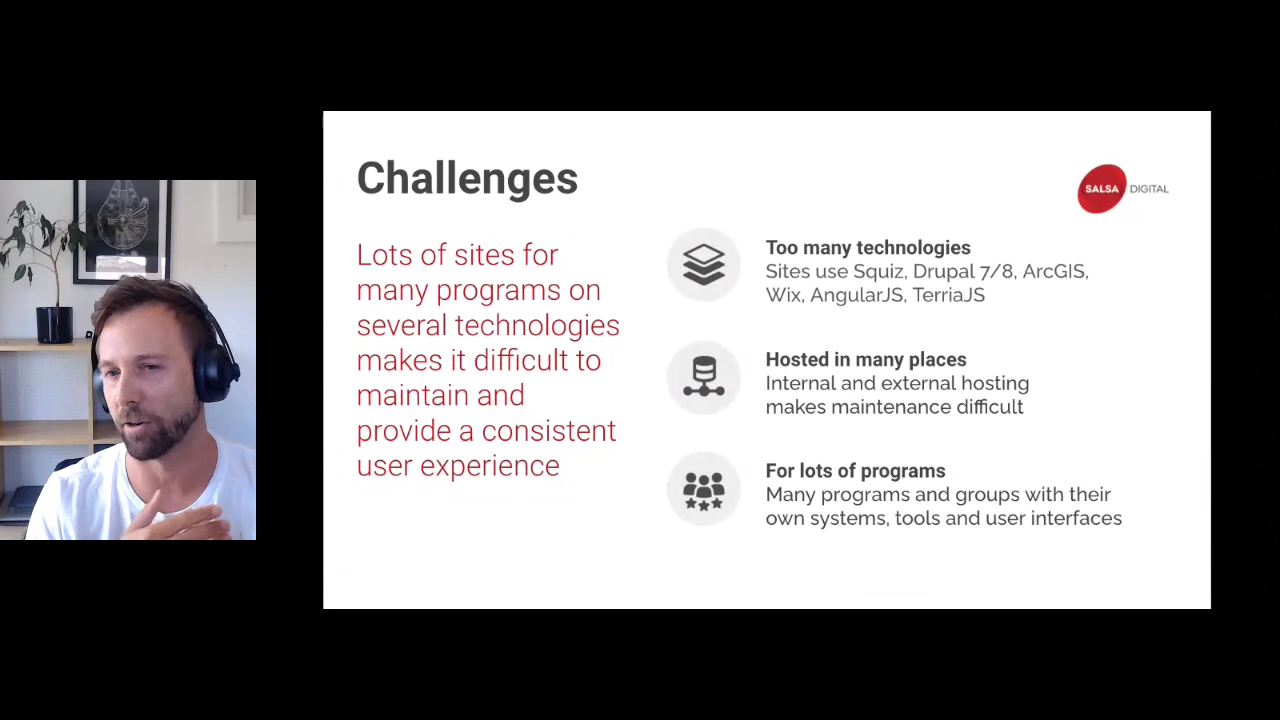 Challenges
SALSA DIGITAL
Lots of sites for
many programs on
several technologies
makes it difficult to
maintain and
provide a consistent
user experience
Too many technologies
Sites use Squiz, Drupal 7/8, ArcGIS,
Wix, AngularJS, TerriaJS
Hosted in many places
Internal and external hosting
makes maintenance difficult
For lots of programs
Many programs and groups with their
own systems, tools and user interfaces